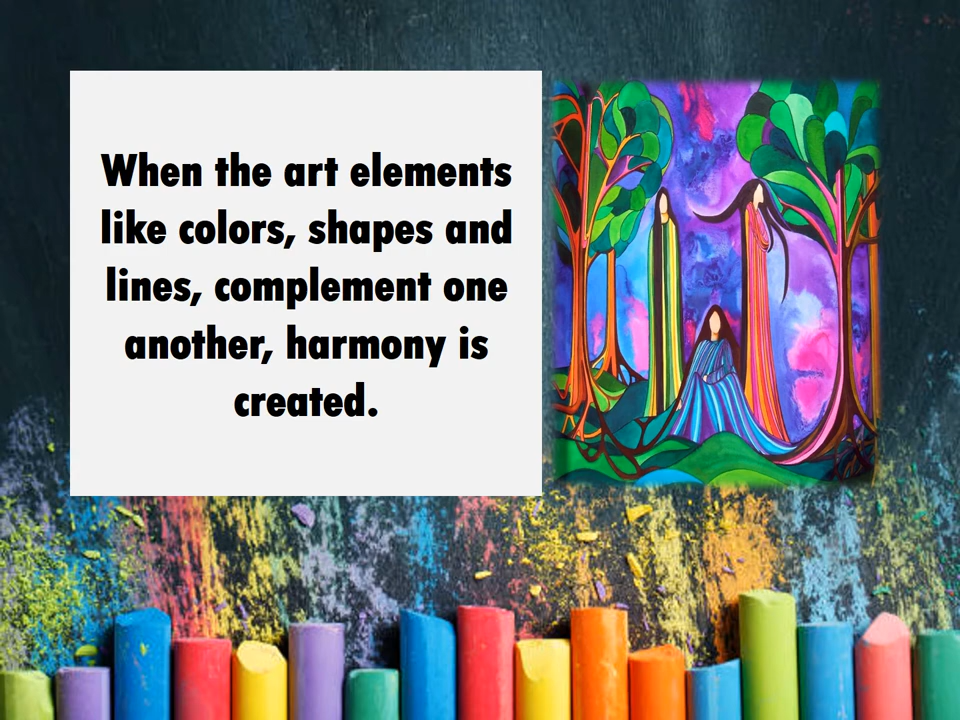 When the art elements
like colors, shapes and
lines, complement one
another, harmony is
created.